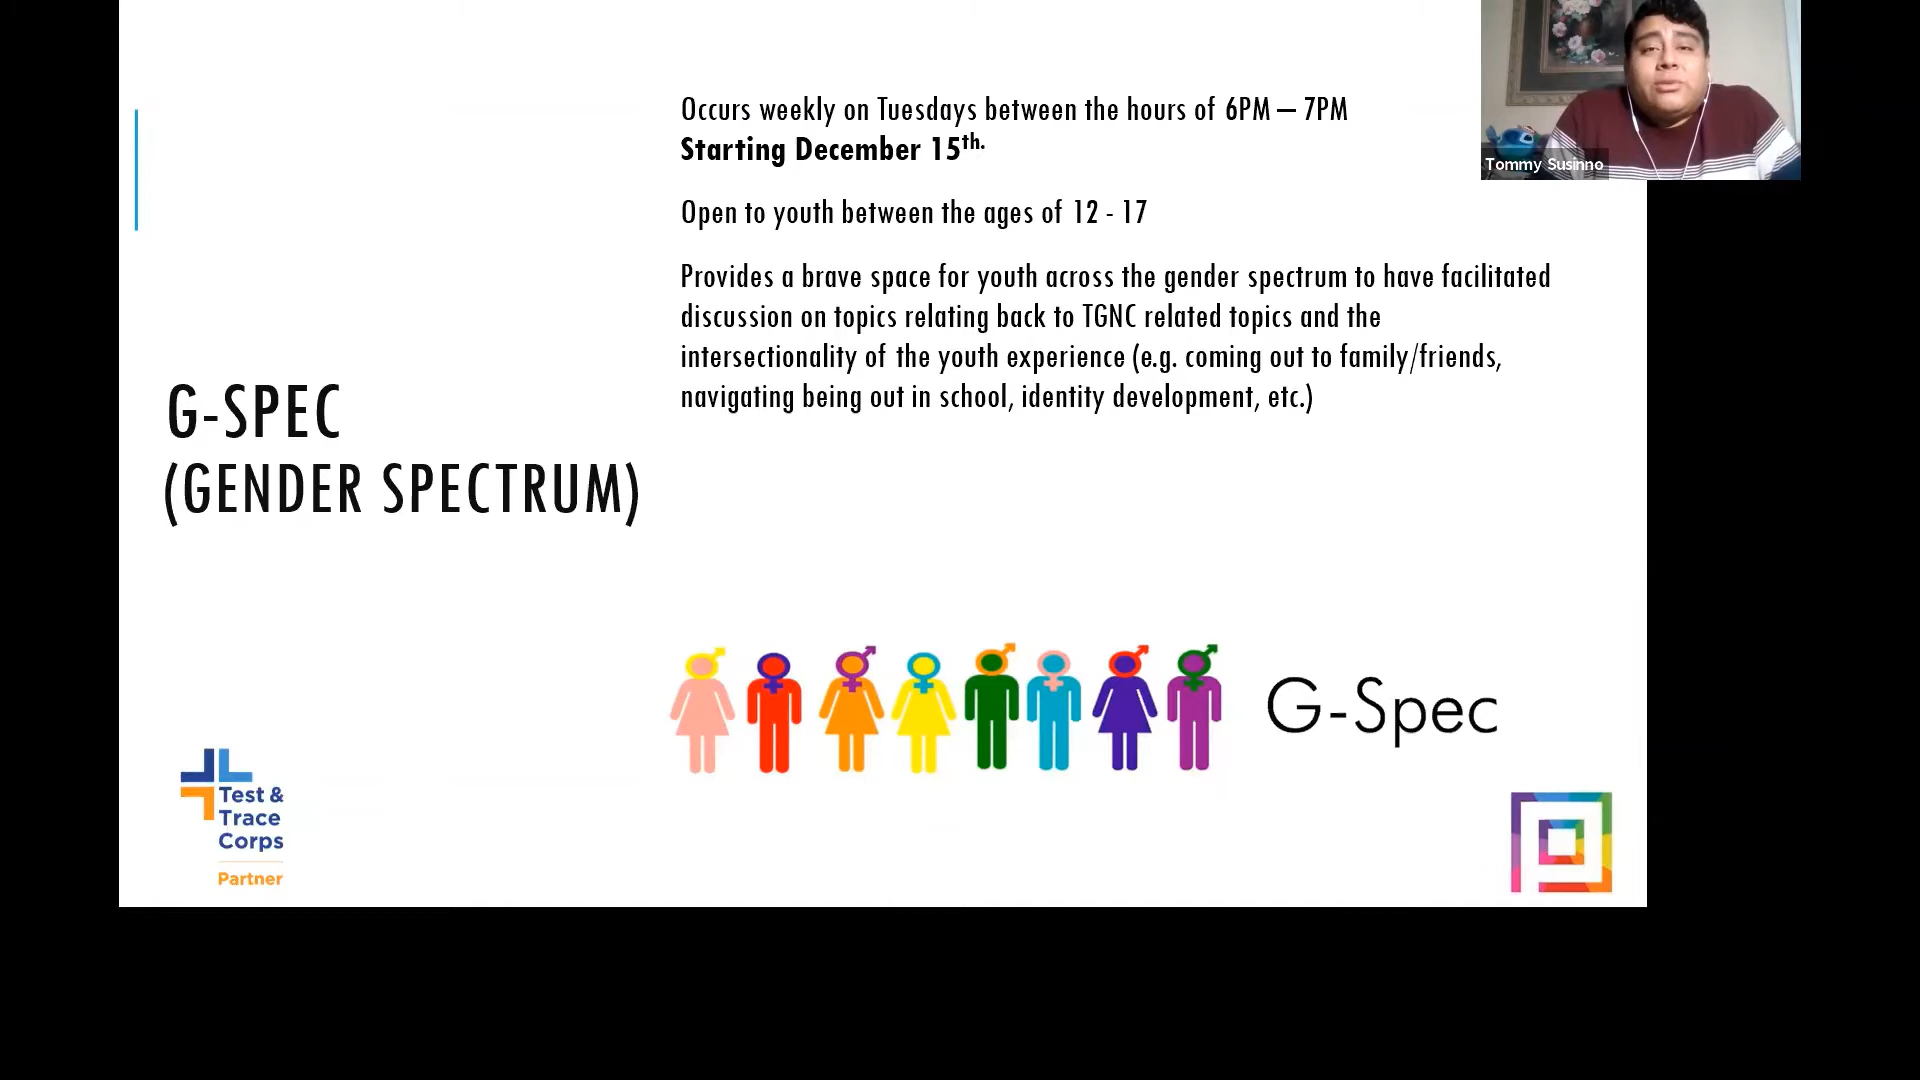 Occurs weekly on Tuesdays between the hours of 6PM – 7PM
Starting December 15th.
Open to youth between the ages of 12 - 17
Provides a brave space for youth across the gender spectrum to have facilitated
discussion on topics relating back to TGNC related topics and the
intersectionality of the youth experience (e.g. coming out to family/friends,
navigating being out in school, identity development, etc.)
G-SPEC
(GENDER SPECTRUM)
G-Spec
Test &
Trace
Corps
Partner
Tommy Susinno